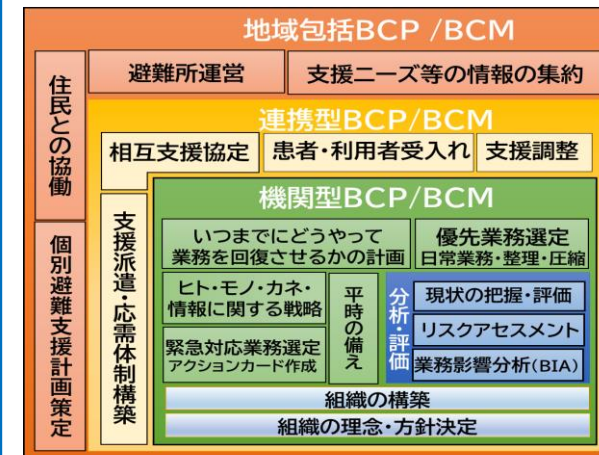 地域包括BCP /BCM
避難所運営
支援ニーズ等の情報の集約
住民との協働
個別避難支援計画策定
連携型BCP/BCM
相互支援協定
患者・利用者受入れ
支援調整
支援派遣・応需体制構築
機関型BCP/BCM
いつまでにどうやって
業務を回復させるかの計画
優先業務選定
日常業務・整理・圧縮
ヒト・モノ・カネ・
情報に関する戦略
緊急対応業務選定
アクションカード作成
平時の備え
分析・評価
現状の把握・評価
リスクアセスメント
業務影響分析(BIA)
組織の構築
組織の理念・方針決定